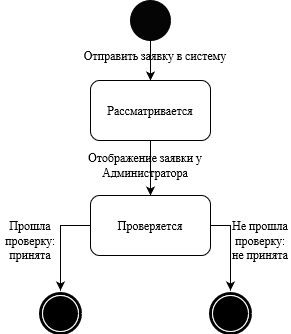 Отправить заявку в систему
Рассматривается
Отображение заявки у
Администратора
Проверяется
Прошла
проверку:
принята
Не прошла
проверку:
не принята